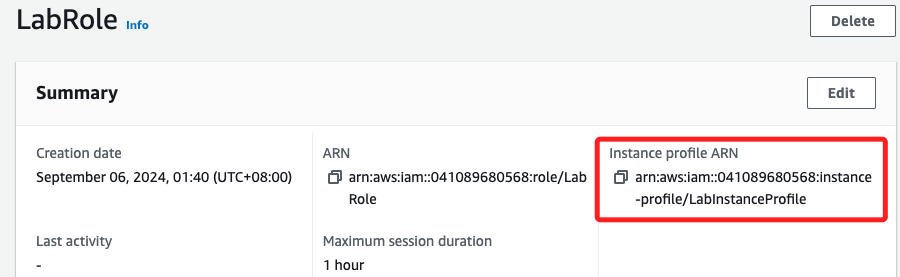 LabRole Info
Delete
Summary
Edit
Creation date
September 06, 2024, 01:40 (UTC+08:00)
ARN
arn:aws:iam::041089680568:role/Lab
Role
Instance profile ARN
arn:aws:iam::041089680568:instance
-profile/LabInstanceProfile
Last activity
-
Maximum session duration
1 hour